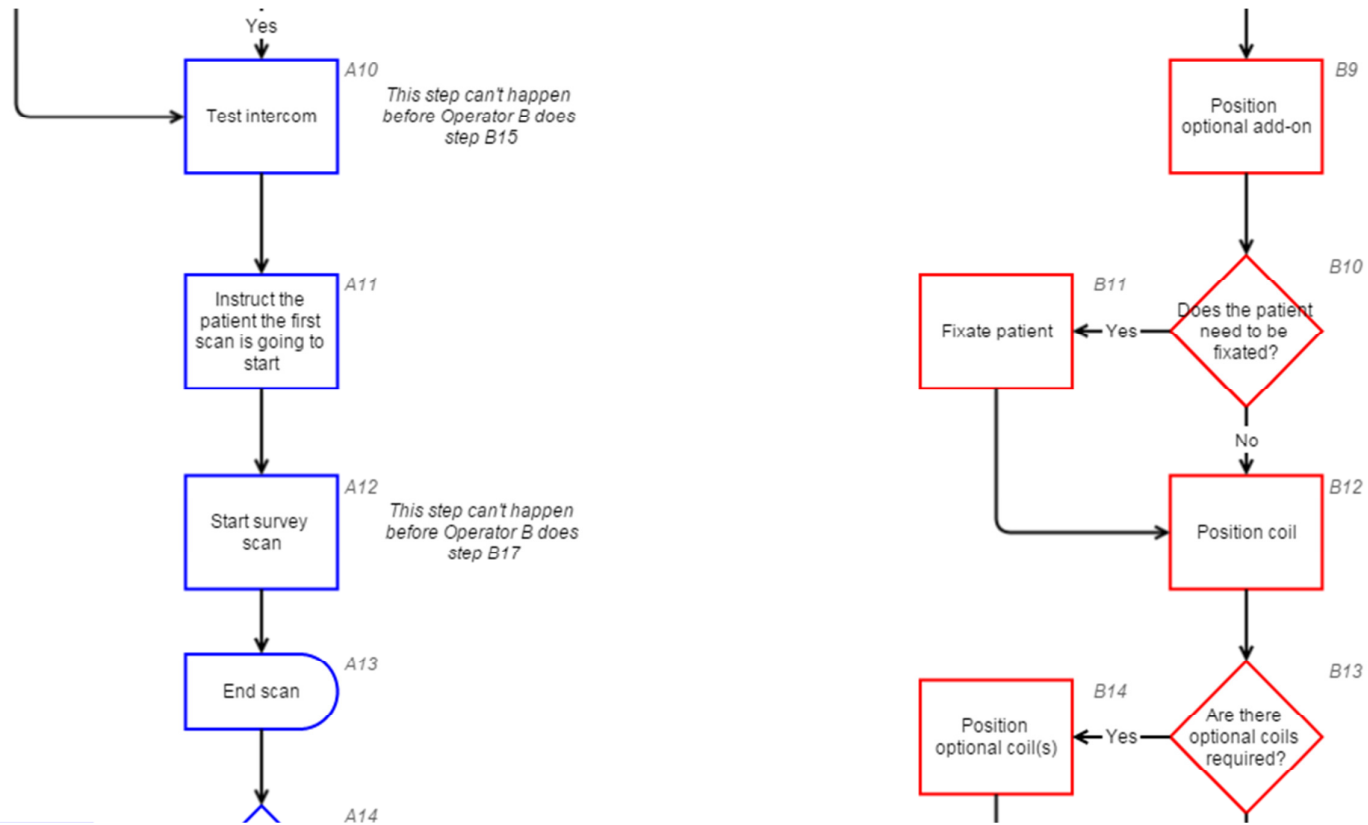 Yes
A10
Test intercom
This step can't happen
before Operator B does
step B15
A11
Instruct the
patient the first
scan is going to
start
A12
Start survey
scan
This step can't happen
before Operator B does
step B17
A13
End scan
A14
B9
Position
optional add-on
B10
Does the patient
need to be
fixated?
Yes
B11
Fixate patient
No
B12
Position coil
B13
Are there
optional coils
required?
Yes
B14
Position
optional coil(s)